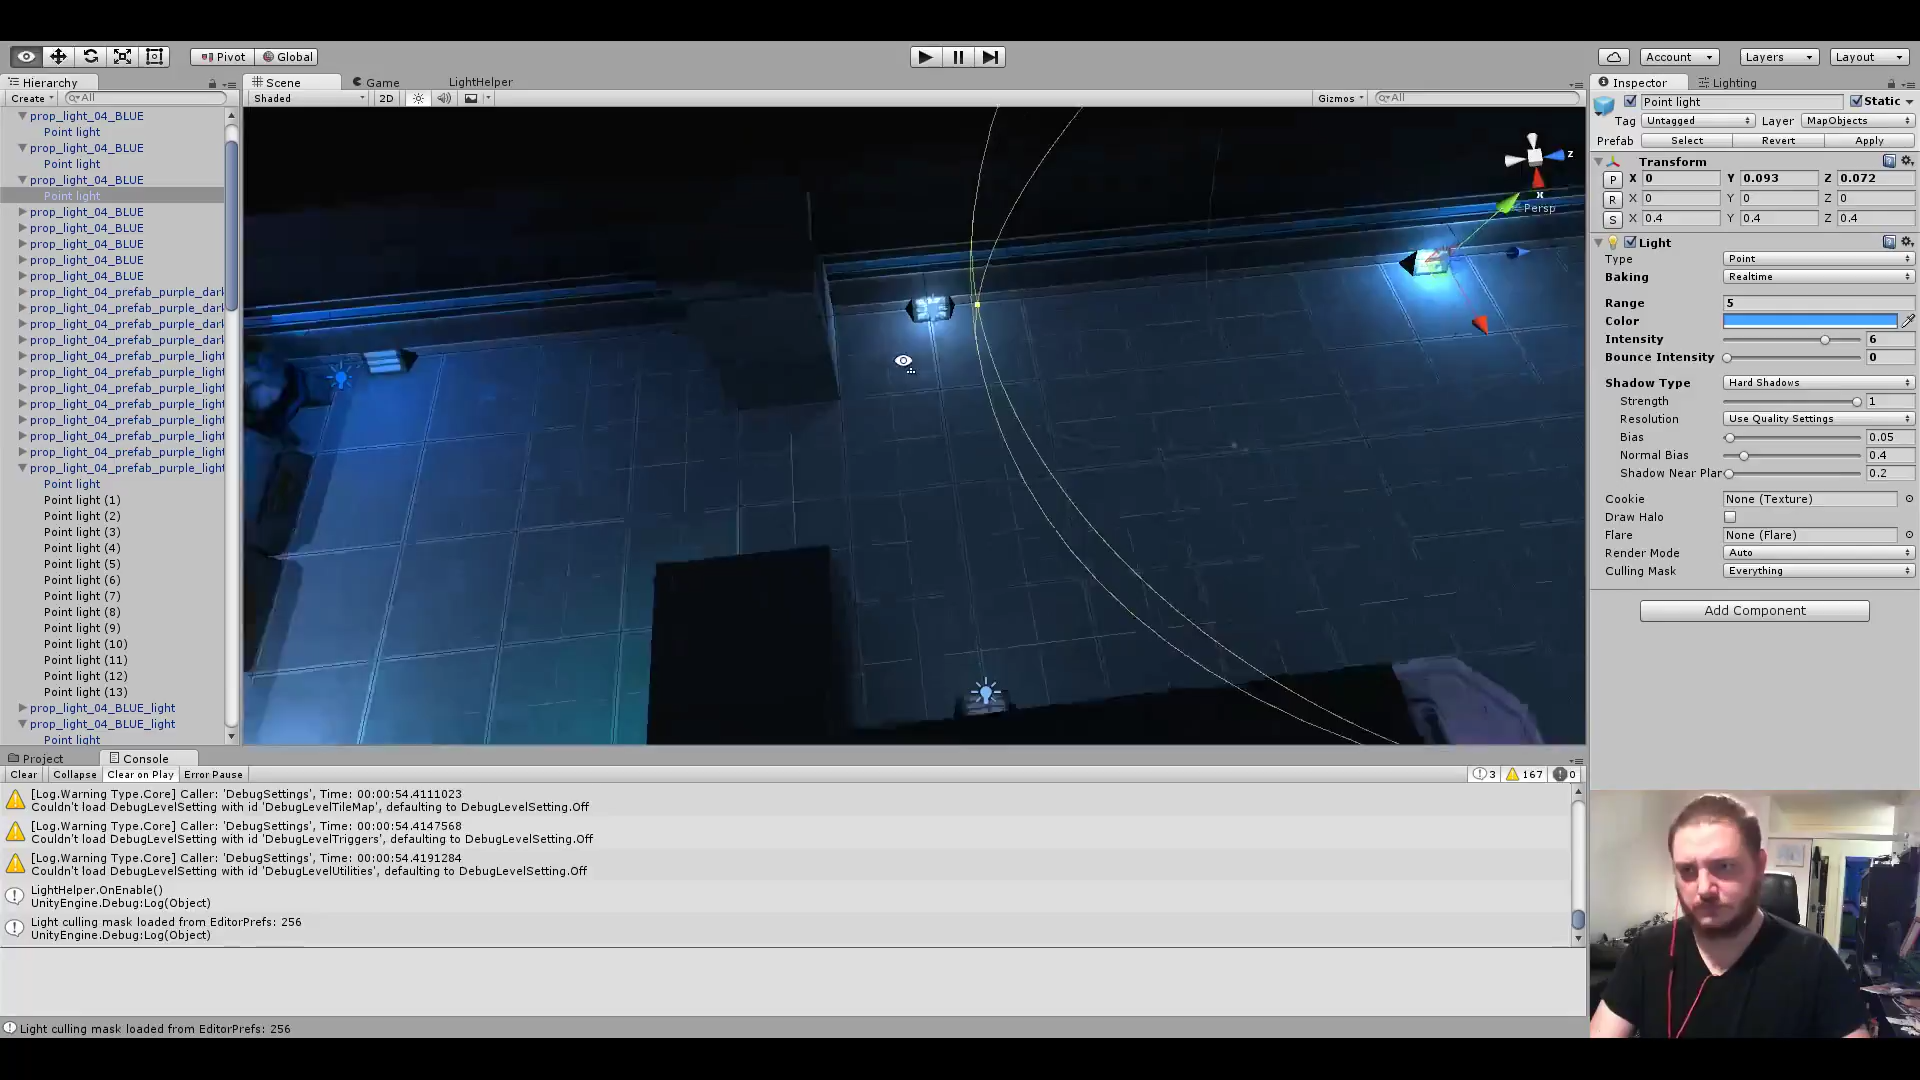 Pivot
Global
Account
Layers
Layout
Hierarchy
Create
All
prop_light_04_BLUE
Point light
prop_light_04_BLUE
Point light
prop_light_04_BLUE
Point light
prop_light_04_BLUE
prop_light_04_BLUE
prop_light_04_BLUE
prop_light_04_BLUE
prop_light_04_BLUE
prop_light_04_prefab_purple_dark
prop_light_04_prefab_purple_dark
prop_light_04_prefab_purple_dark
prop_light_04_prefab_purple_dark
prop_light_04_prefab_purple_light
prop_light_04_prefab_purple_light
prop_light_04_prefab_purple_light
prop_light_04_prefab_purple_light
prop_light_04_prefab_purple_light
prop_light_04_prefab_purple_light
prop_light_04_prefab_purple_light
prop_light_04_prefab_purple_light
Point light
Point light (1)
Point light (2)
Point light (3)
Point light (4)
Point light (5)
Point light (6)
Point light (7)
Point light (8)
Point light (9)
Point light (10)
Point light (11)
Point light (12)
Point light (13)
prop_light_04_BLUE_light
prop_light_04_BLUE_light
Point light
Scene
Game
LightHelper
Shaded
2D
Gizmos
All
z
x
Persp
Inspector
Lighting
Point light
Static
Tag Untagged Layer MapObjects
Prefab Select Revert Apply
Transform
P X 0 Y 0.093 Z 0.072
R X 0 Y 0 Z 0
S X 0.4 Y 0.4 Z 0.4
Light
Type Point
Baking Realtime
Range 5
Color
Intensity 6
Bounce Intensity 0
Shadow Type Hard Shadows
Strength 1
Resolution Use Quality Settings
Bias 0.05
Normal Bias 0.4
Shadow Near Plan 0.2
Cookie None (Texture)
Draw Halo
Flare None (Flare)
Render Mode Auto
Culling Mask Everything
Add Component
Project
Console
Clear Collapse Clear on Play Error Pause
3 167 0
[Log.Warning Type.Core] Caller: 'DebugSettings', Time: 00:00:54.4111023
Couldn't load DebugLevelSetting with id 'DebugLevelTileMap', defaulting to DebugLevelSetting.Off
[Log.Warning Type.Core] Caller: 'DebugSettings', Time: 00:00:54.4147568
Couldn't load DebugLevelSetting with id 'DebugLevelTriggers', defaulting to DebugLevelSetting.Off
[Log.Warning Type.Core] Caller: 'DebugSettings', Time: 00:00:54.4191284
Couldn't load DebugLevelSetting with id 'DebugLevelUtilities', defaulting to DebugLevelSetting.Off
LightHelper.OnEnable()
UnityEngine.Debug:Log(Object)
Light culling mask loaded from EditorPrefs: 256
UnityEngine.Debug:Log(Object)
Light culling mask loaded from EditorPrefs: 256